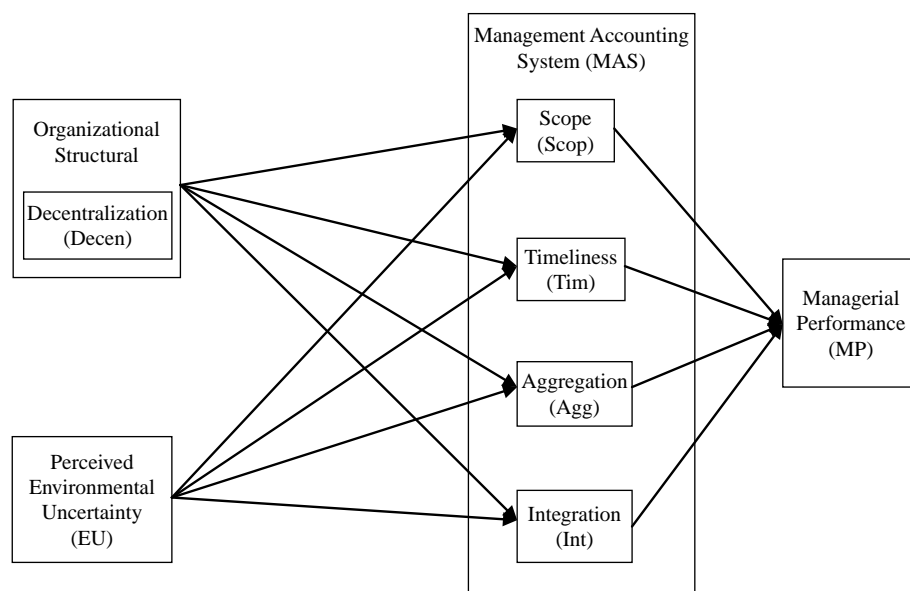 Management Accounting
System (MAS)
Organizational
Structural
Decentralization
(Decen)
Perceived
Environmental
Uncertainty
(EU)
Scope
(Scop)
Timeliness
(Tim)
Aggregation
(Agg)
Integration
(Int)
Managerial
Performance
(MP)